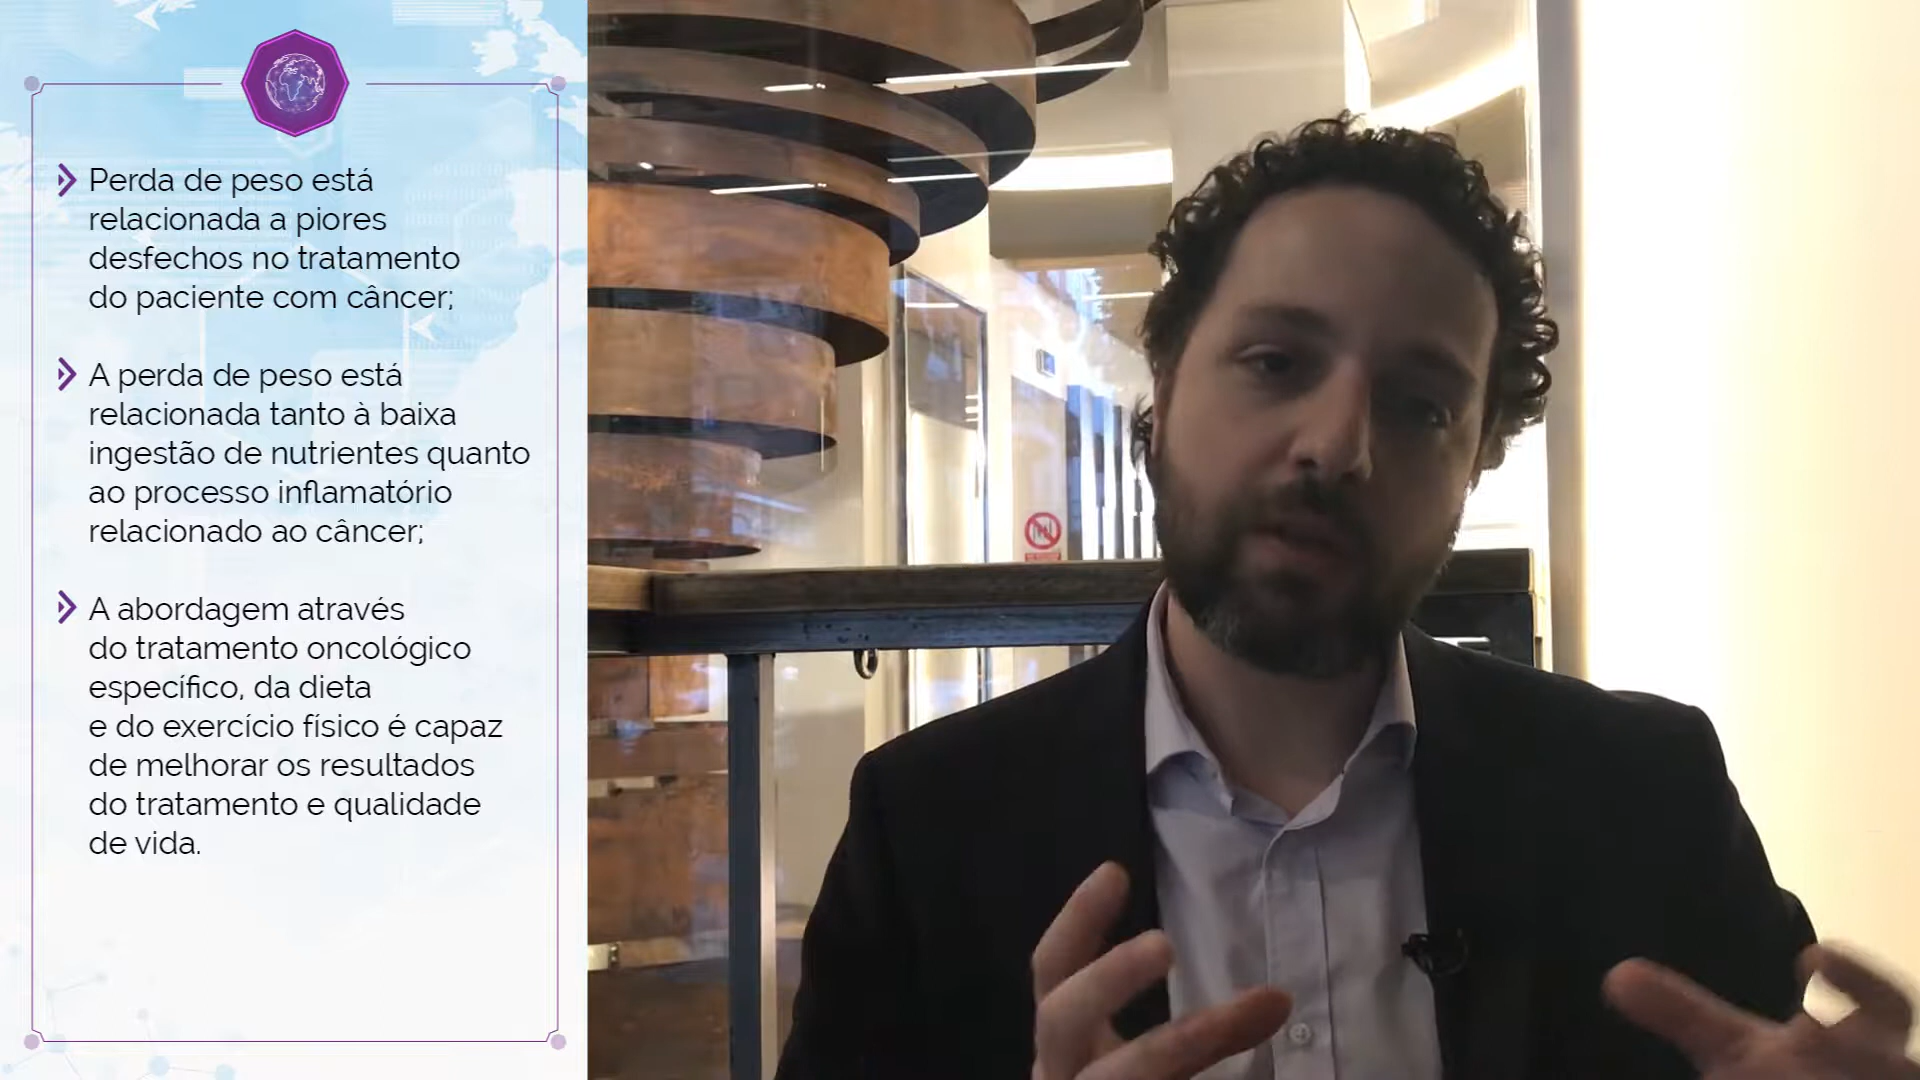 Perda de peso está
relacionada a piores
desfechos no tratamento
do paciente com câncer;
A perda de peso está
relacionada tanto à baixa
ingestão de nutrientes quanto
ao processo inflamatório
relacionado ao câncer;
A abordagem através
do tratamento oncológico
específico, da dieta
e do exercício físico é capaz
de melhorar os resultados
do tratamento e qualidade
de vida.